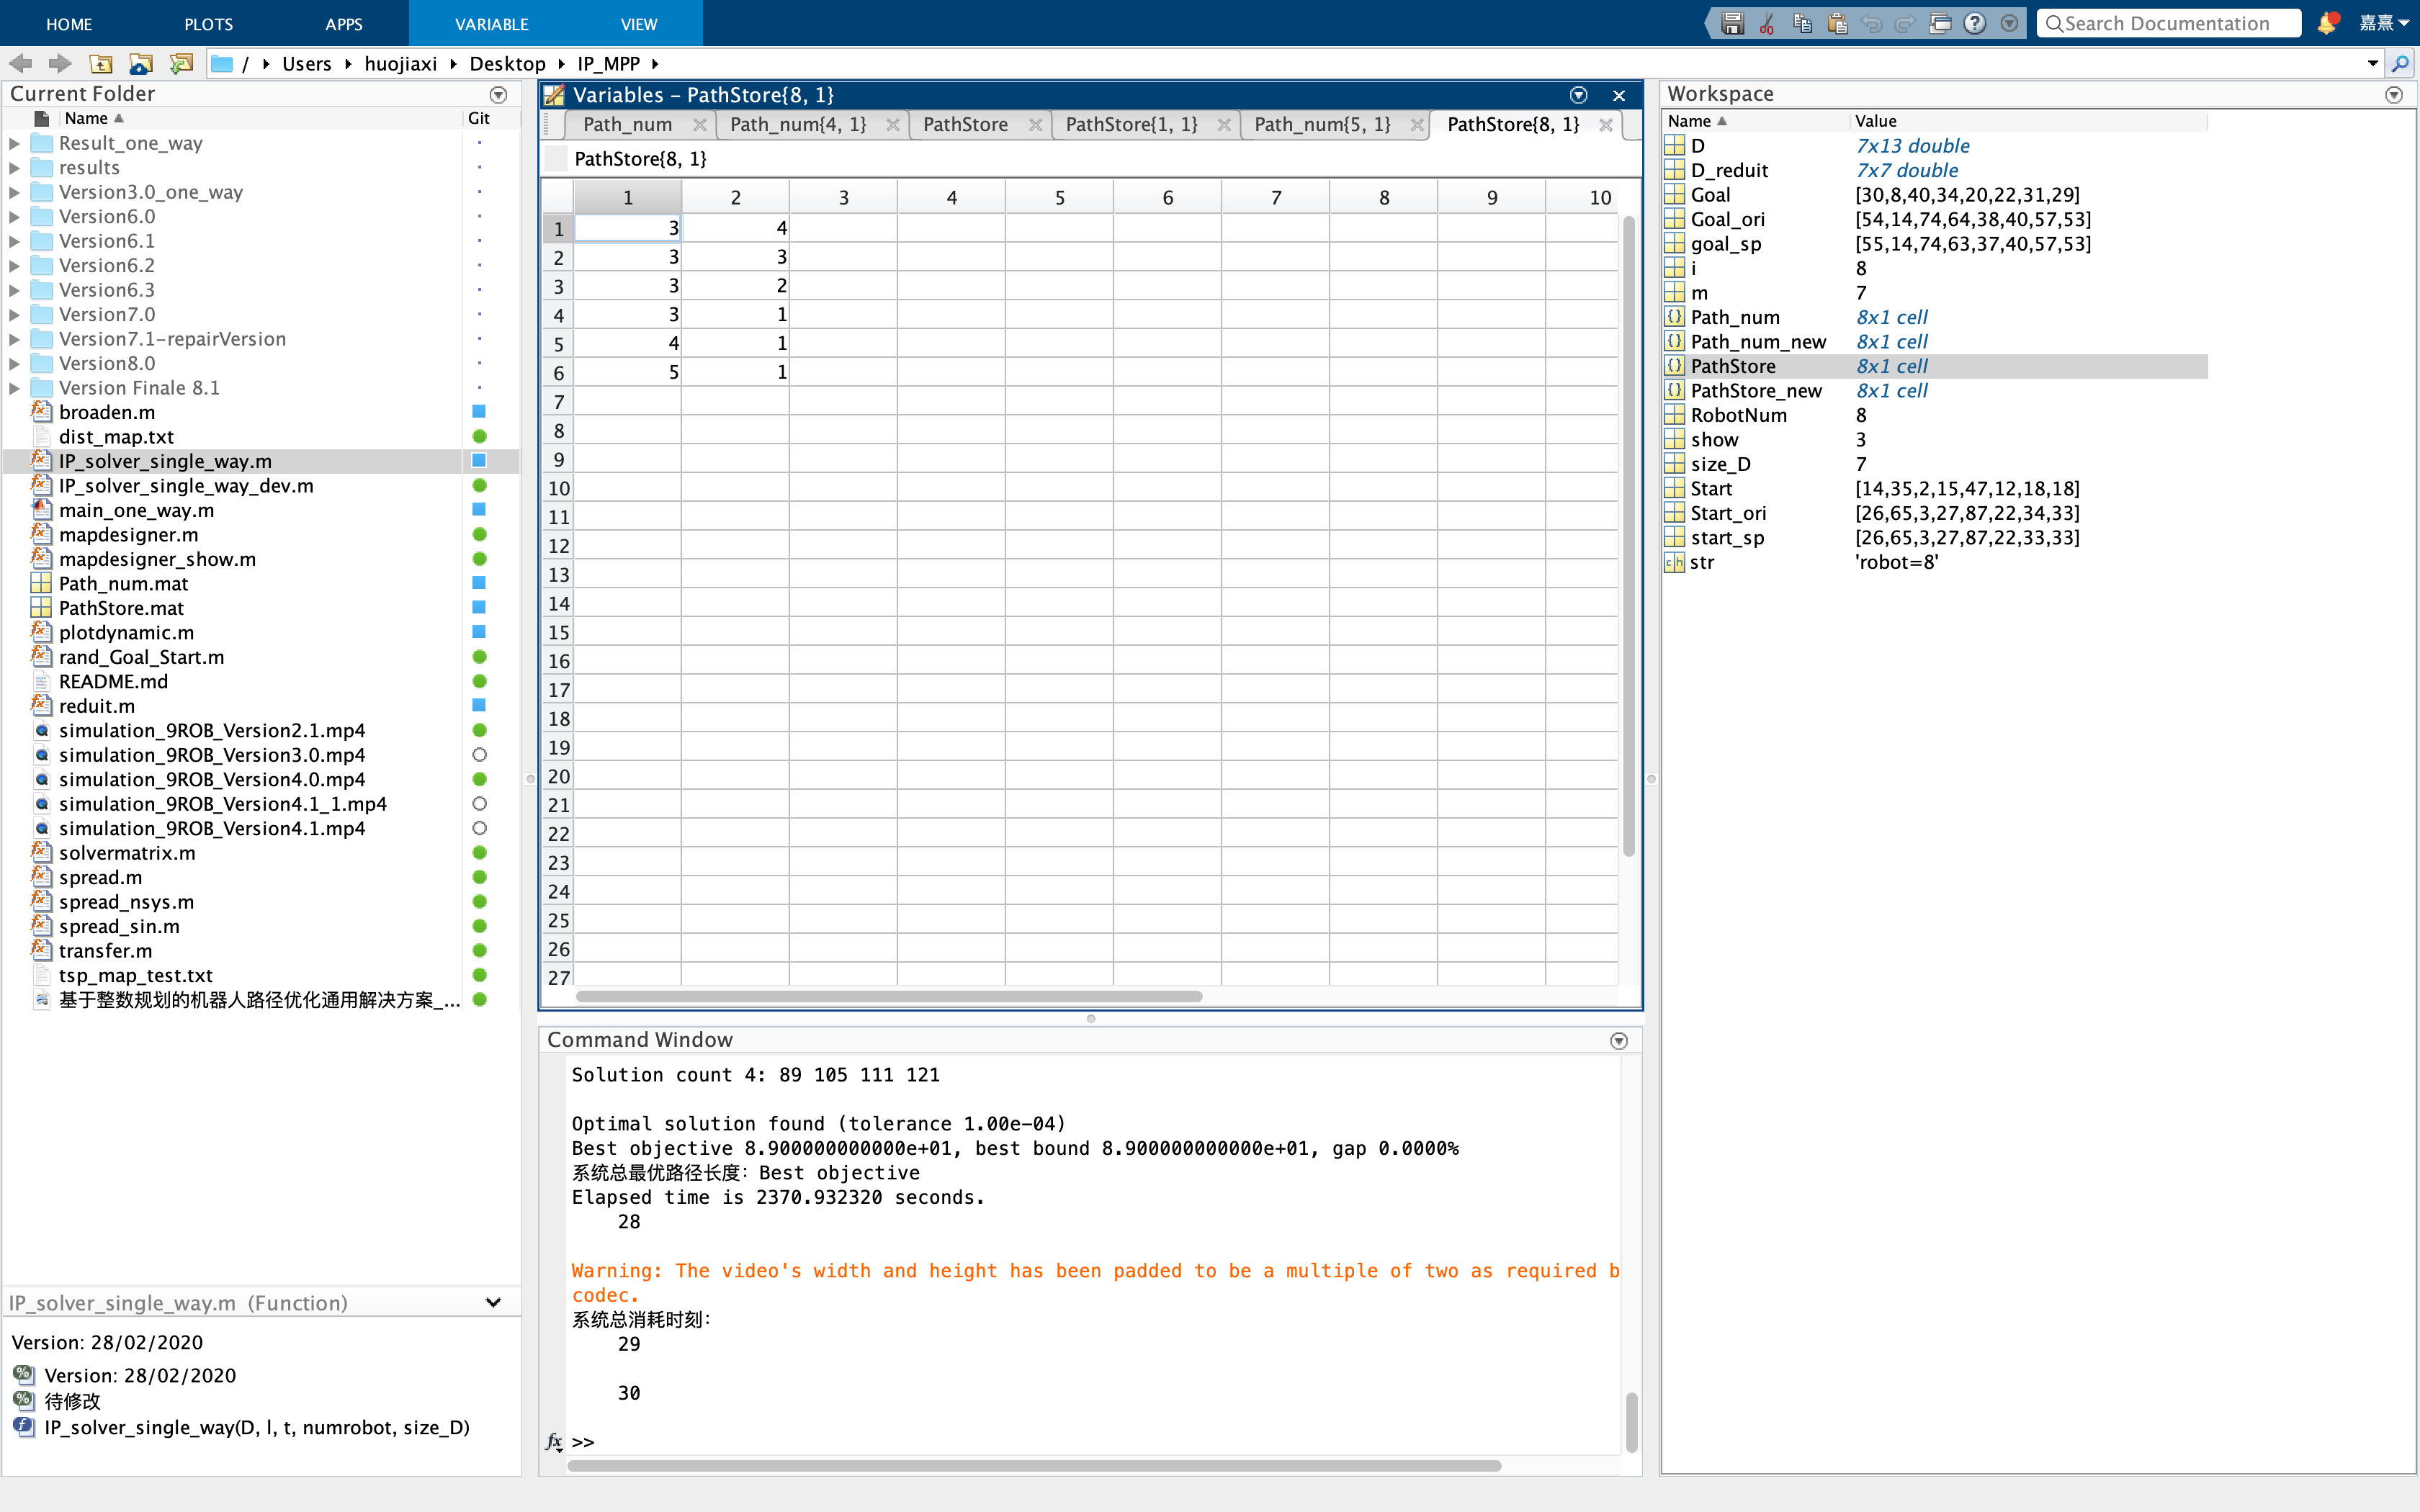 HOME PLOTS APPS VARIABLE VIEW Search Documentation 嘉熹
/ Users huojiaxi Desktop IP_MPP
Current Folder
Name Git
Result_one_way
results
Version3.0_one_way
Version6.0
Version6.1
Version6.2
Version6.3
Version7.0
Version7.1-repairVersion
Version8.0
Version Finale 8.1
broaden.m
dist_map.txt
IP_solver_single_way.m
IP_solver_single_way_dev.m
main_one_way.m
mapdesigner.m
mapdesigner_show.m
Path_num.mat
PathStore.mat
plotdynamic.m
rand_Goal_Start.m
README.md
reduit.m
simulation_9ROB_Version2.1.mp4
simulation_9ROB_Version3.0.mp4
simulation_9ROB_Version4.0.mp4
simulation_9ROB_Version4.1_1.mp4
simulation_9ROB_Version4.1.mp4
solvermatrix.m
spread.m
spread_nsys.m
spread_sin.m
transfer.m
tsp_map_test.txt
基于整数规划的机器人路径优化通用解决方案_...
IP_solver_single_way.m (Function)
Version: 28/02/2020
Version: 28/02/2020
待修改
IP_solver_single_way(D, l, t, numrobot, size_D)
Variables - PathStore{8, 1}
Path_num Path_num{4, 1} PathStore PathStore{1, 1} Path_num{5, 1} PathStore{8, 1}
PathStore{8, 1}
1 2 3 4 5 6 7 8 9 10
1 3 4
2 3 3
3 3 2
4 3 1
5 4 1
6 5 1
7
8
9
10
11
12
13
14
15
16
17
18
19
20
21
22
23
24
25
26
27
Command Window
Solution count 4: 89 105 111 121
Optimal solution found (tolerance 1.00e-04)
Best objective 8.900000000000e+01, best bound 8.900000000000e+01, gap 0.0000%
系统总最优路径长度：Best objective
Elapsed time is 2370.932320 seconds.
28
Warning: The video's width and height has been padded to be a multiple of two as required b
codec.
系统总消耗时刻：
29
30
fx >>
Workspace
Name Value
D 7x13 double
D_reduit 7x7 double
Goal [30,8,40,34,20,22,31,29]
Goal_ori [54,14,74,64,38,40,57,53]
goal_sp [55,14,74,63,37,40,57,53]
i 8
m 7
Path_num 8x1 cell
Path_num_new 8x1 cell
PathStore 8x1 cell
PathStore_new 8x1 cell
RobotNum 8
show 3
size_D 7
Start [14,35,2,15,47,12,18,18]
Start_ori [26,65,3,27,87,22,34,33]
start_sp [26,65,3,27,87,22,33,33]
ch str 'robot=8'